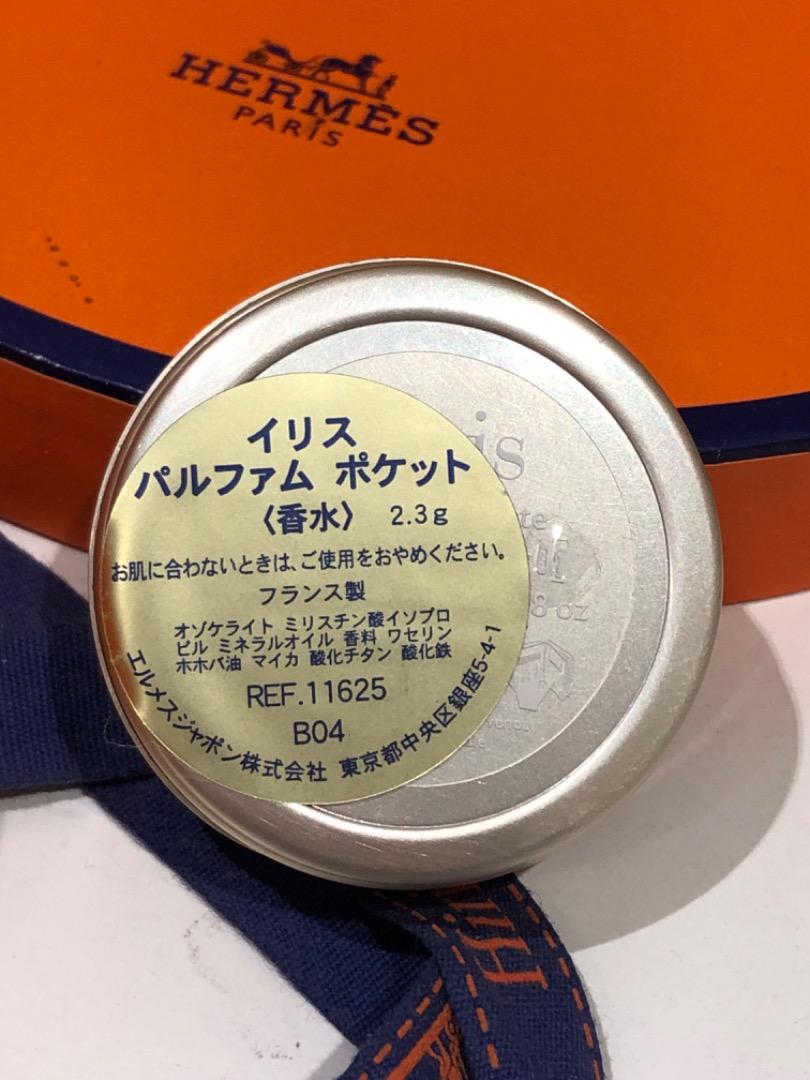 HERMÈS
PARIS
イリス
パルファム ポケット
〈香水〉 2.3g
お肌に合わないときは、ご使用をおやめください。
フランス製
オゾケライト ミリスチン酸イソプロ
ピル ミネラルオイル 香料 ワセリン
ホホバ油 マイカ 酸化チタン 酸化鉄
REF.11625
B04
エルメスジャポン株式会社 東京都中央区銀座5-4-1
is
te
8 oz